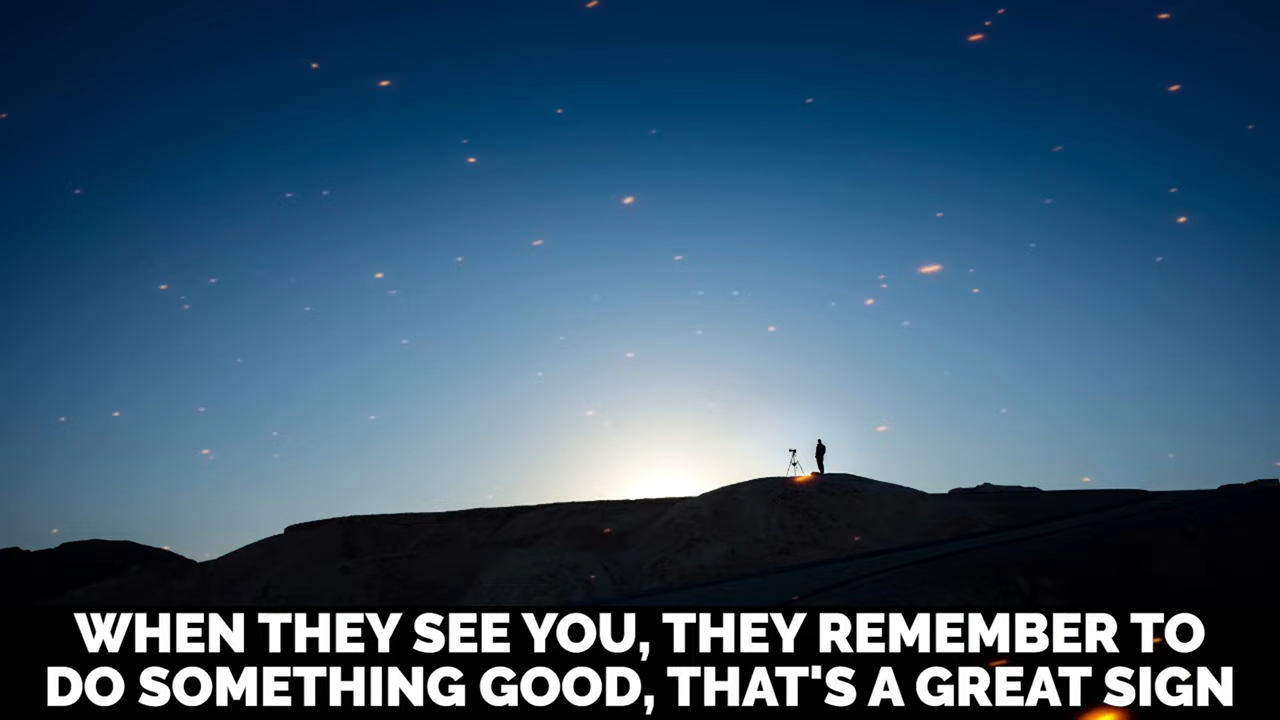 WHEN THEY SEE YOU, THEY REMEMBER TO
DO SOMETHING GOOD, THAT'S A GREAT SIGN